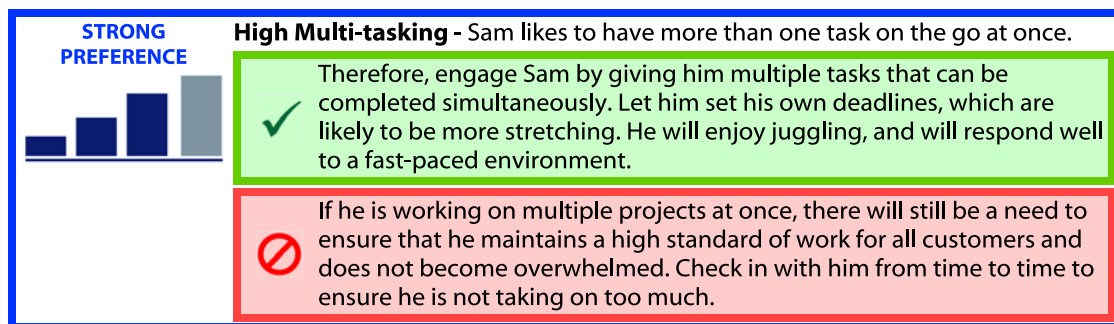 STRONG
PREFERENCE
High Multi-tasking - Sam likes to have more than one task on the go at once.
Therefore, engage Sam by giving him multiple tasks that can be
completed simultaneously. Let him set his own deadlines, which are
likely to be more stretching. He will enjoy juggling, and will respond well
to a fast-paced environment.
If he is working on multiple projects at once, there will still be a need to
ensure that he maintains a high standard of work for all customers and
does not become overwhelmed. Check in with him from time to time to
ensure he is not taking on too much.